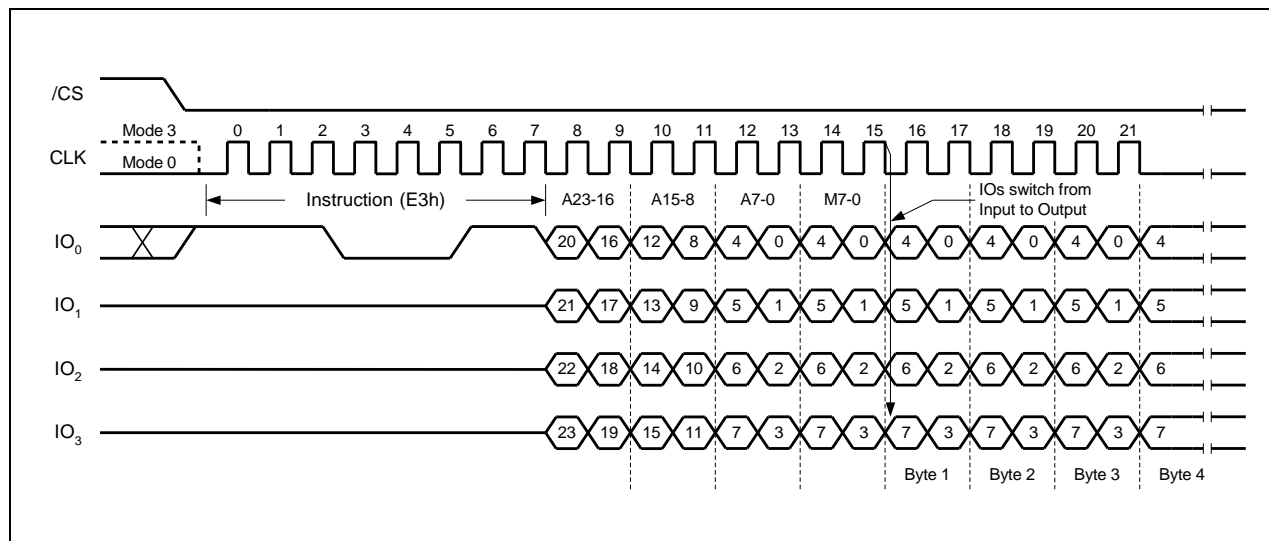 /CS
Mode 3
0 1 2 3 4 5 6 7 8 9 10 11 12 13 14 15 16 17 18 19 20 21
CLK
Mode 0
Instruction (E3h)
A23-16 A15-8 A7-0 M7-0
IOs switch from
Input to Output
IO0 20 16 12 8 4 0 4 0 4 0 4 0 4 0 4
IO1 21 17 13 9 5 1 5 1 5 1 5 1 5 1 5
IO2 22 18 14 10 6 2 6 2 6 2 6 2 6 2 6
IO3 23 19 15 11 7 3 7 3 7 3 7 3 7 3 7
Byte 1 Byte 2 Byte 3 Byte 4